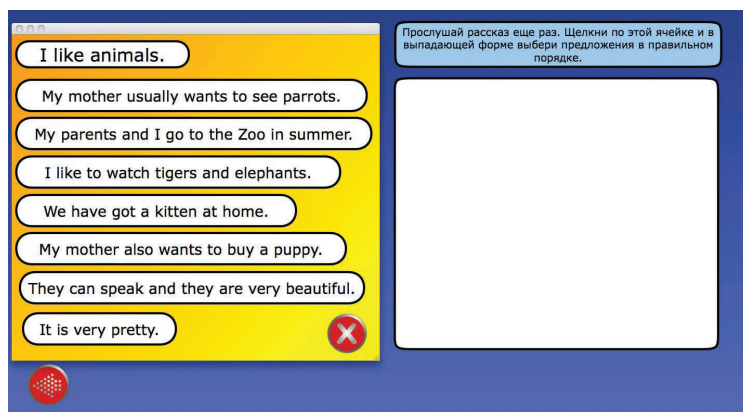 I like animals.
My mother usually wants to see parrots.
My parents and I go to the Zoo in summer.
I like to watch tigers and elephants.
We have got a kitten at home.
My mother also wants to buy a puppy.
They can speak and they are very beautiful.
It is very pretty.
Прослушай рассказ еще раз. Щелкни по этой ячейке и в
выпадающей форме выбери предложения в правильном
порядке.